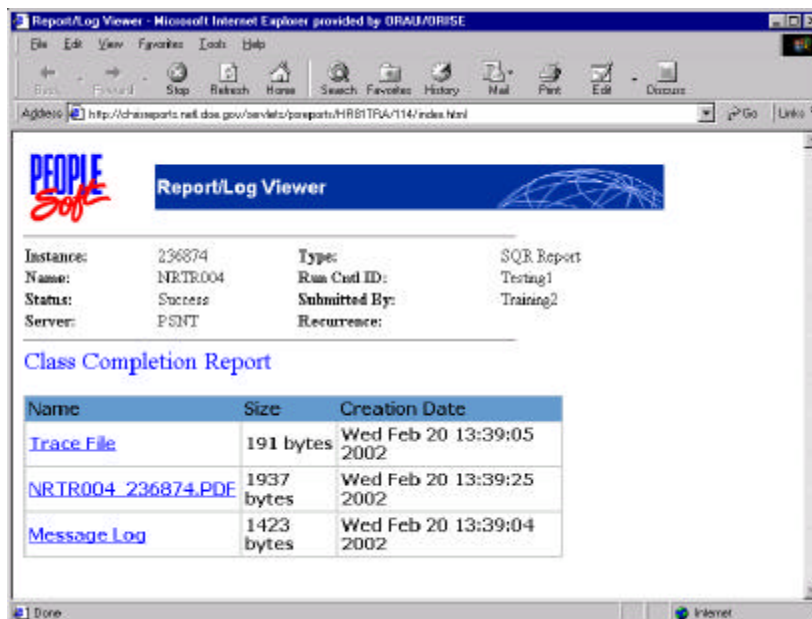 Report/Log Viewer - Microsoft Internet Explorer provided by ORAU/ORISE
File Edit View Favorites Tools Help
Back Forward Stop Refresh Home Search Favorites History Mail Print Edit Discuss
Address Go Links
PEOPLE
Soft
Report/Log Viewer
Instance: 236874 Type: SQR Report
Name: NRTR004 Run Cntl ID: Testing1
Status: Success Submitted By: Training2
Server: PSNT Recurrence:
Class Completion Report
Name Size Creation Date
Trace File 191 bytes Wed Feb 20 13:39:05
2002
NRTR004_236874.PDF 1937
bytes Wed Feb 20 13:39:25
2002
Message Log 1423
bytes Wed Feb 20 13:39:04
2002
Done Internet